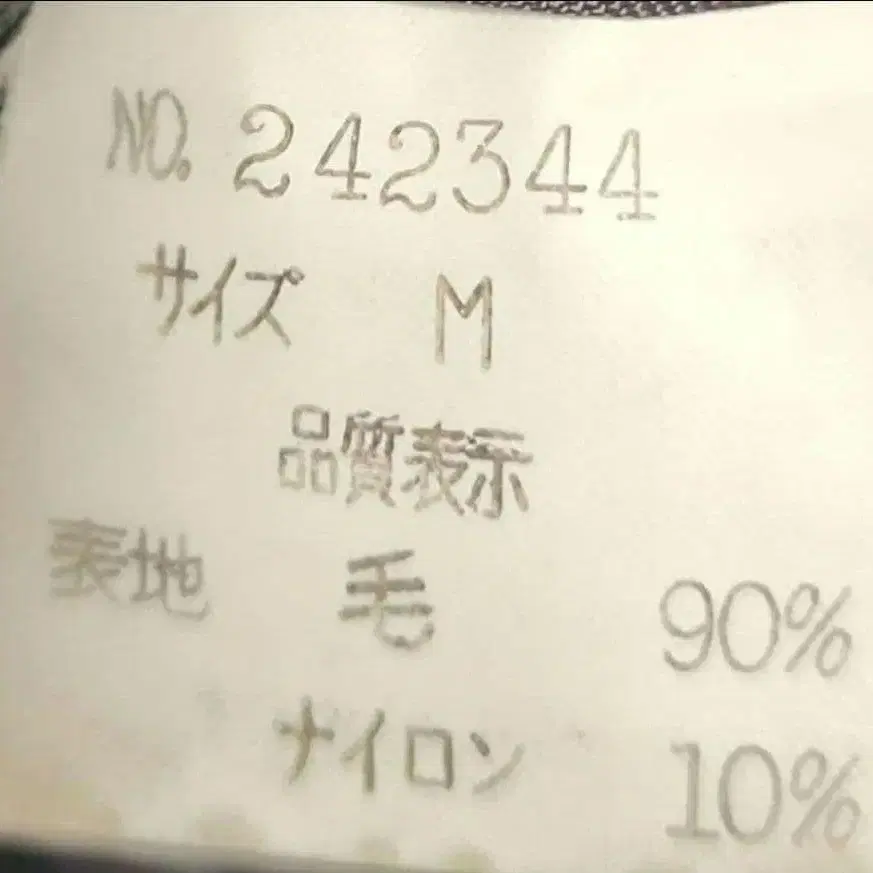 NO. 242344
サイズ M
品質表示
表地 毛 90%
ナイロン 10%